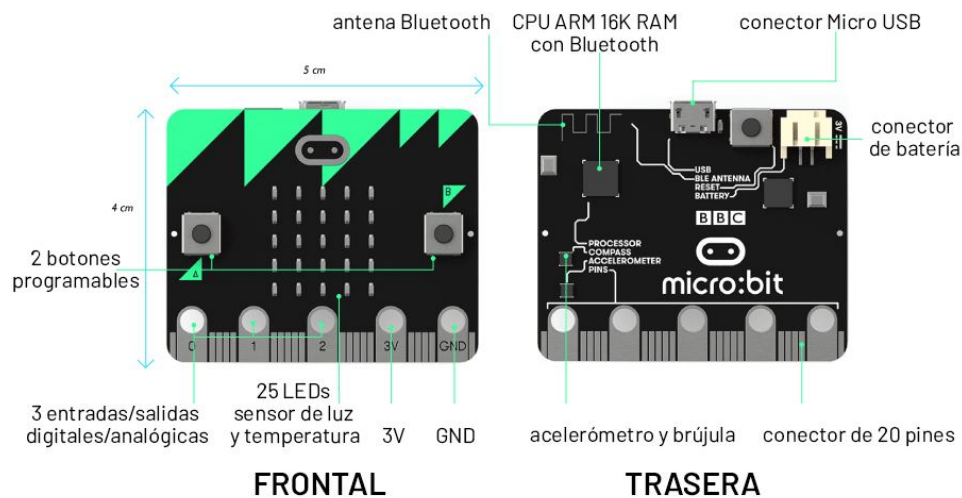 antena Bluetooth
CPU ARM 16K RAM
con Bluetooth
conector Micro USB
5 cm
conector
de batería
3V
4 cm
B
USB
BLE ANTENNA
RESET
BATTERY
BBC
2 botones
programables
A
PROCESSOR
COMPASS
ACCELEROMETER
PINS
micro:bit
0
1
2
3V
GND
3 entradas/salidas
digitales/analógicas
25 LEDs
sensor de luz
y temperatura
3V
GND
acelerómetro y brújula
conector de 20 pines
FRONTAL
TRASERA